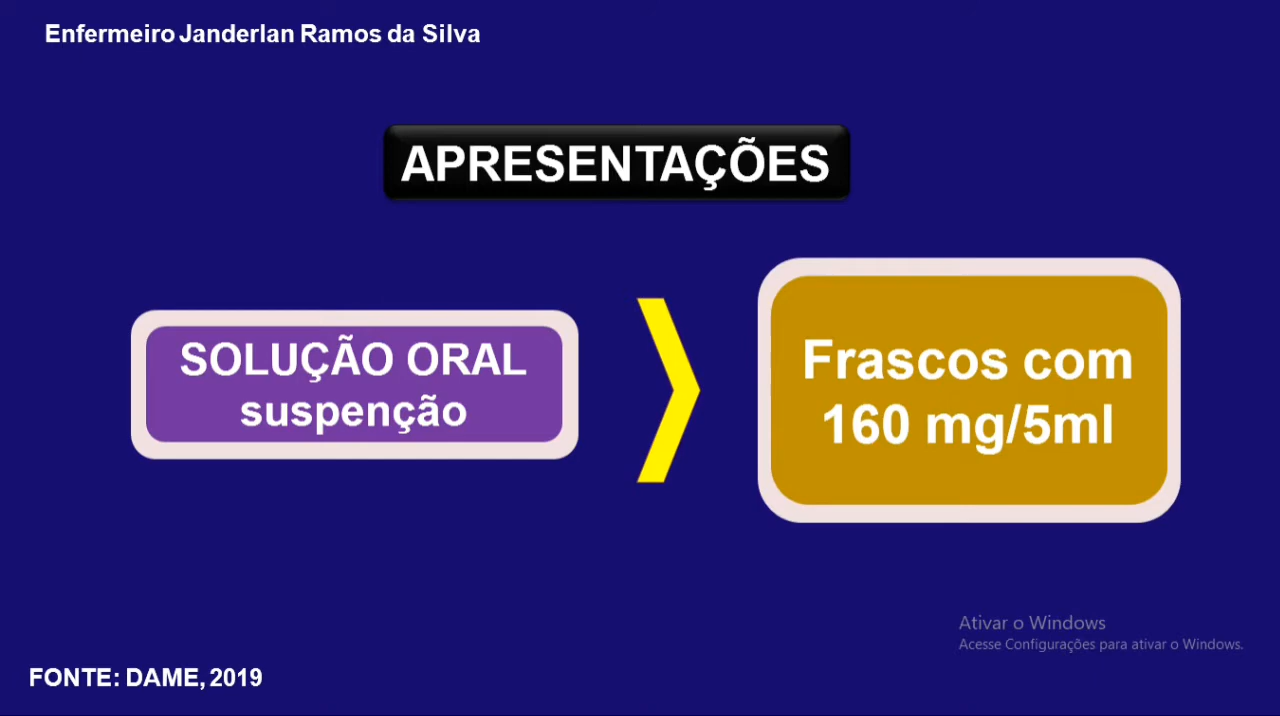 Enfermeiro Janderlan Ramos da Silva
APRESENTAÇÕES
SOLUÇÃO ORAL
suspenção
Frascos com
160 mg/5ml
Ativar o Windows
Acesse Configurações para ativar o Windows.
FONTE: DAME, 2019